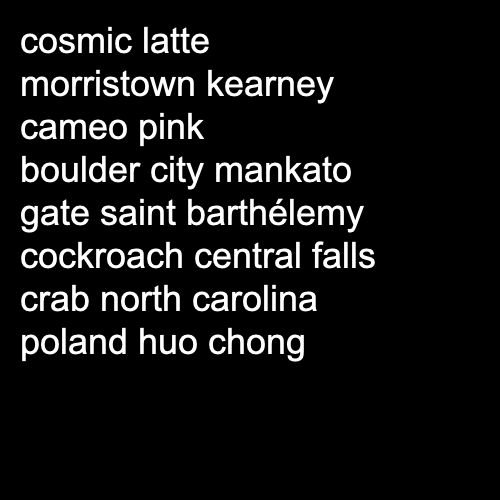 cosmic latte
morristown kearney
cameo pink
boulder city mankato
gate saint barthélemy
cockroach central falls
crab north carolina
poland huo chong